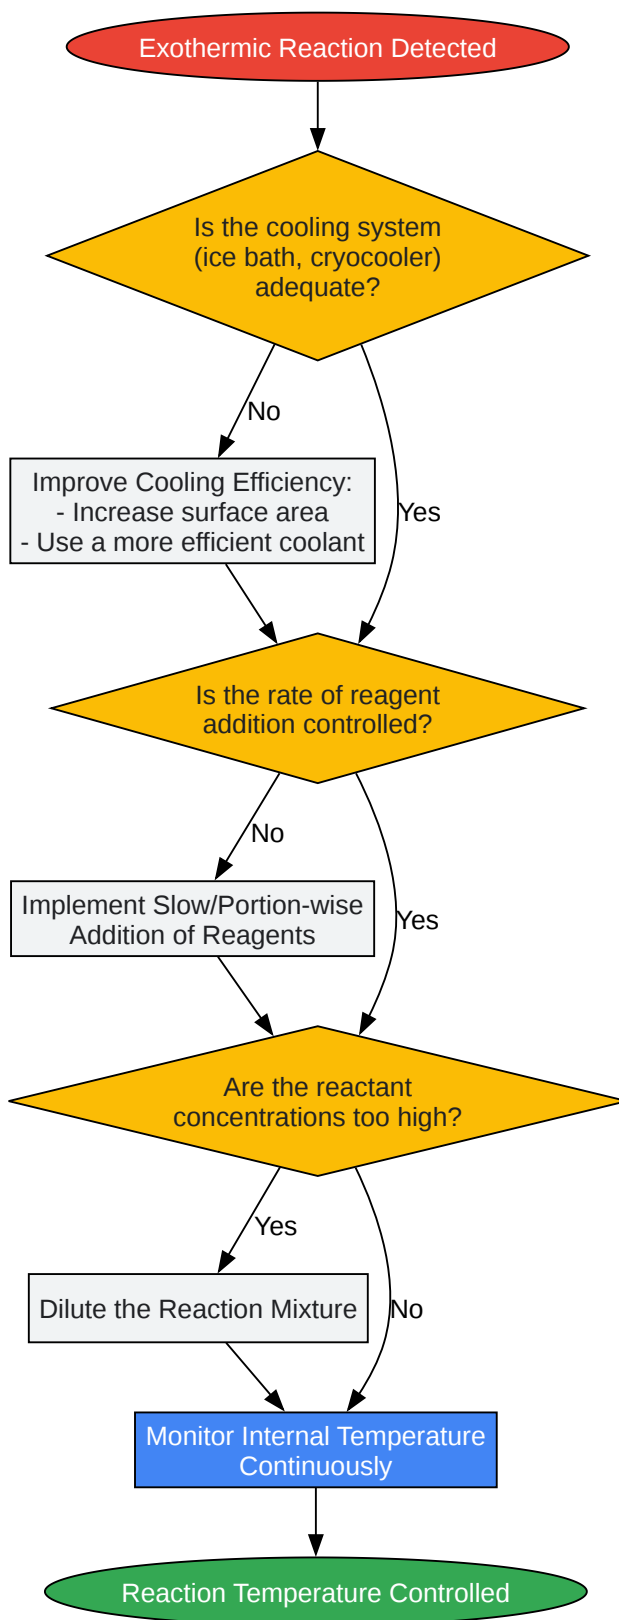 Exothermic Reaction Detected
Is the cooling system
(ice bath, cryocooler)
adequate?
No
Yes
Improve Cooling Efficiency:
- Increase surface area
- Use a more efficient coolant
Is the rate of reagent
addition controlled?
No
Yes
Implement Slow/Portion-wise
Addition of Reagents
Are the reactant
concentrations too high?
Yes
No
Dilute the Reaction Mixture
Monitor Internal Temperature
Continuously
Reaction Temperature Controlled